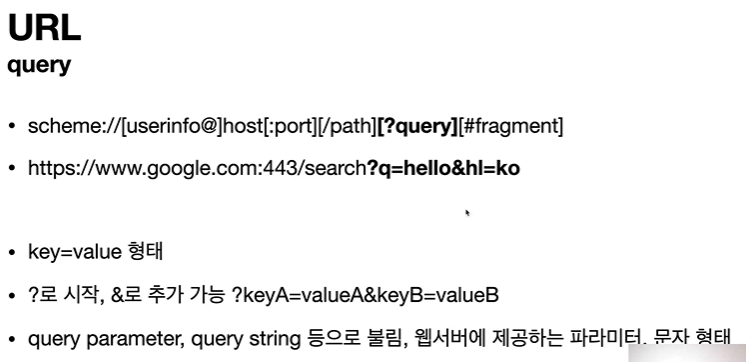 URL
query
• scheme://[userinfo@]host[:port][/path][?query][#fragment]
• https://www.google.com:443/search?q=hello&hl=ko
• key=value 형태
• ?로 시작, &로 추가 가능 ?keyA=valueA&keyB=valueB
• query parameter, query string 등으로 불림, 웹서버에 제공하는 파라미터, 문자 형태